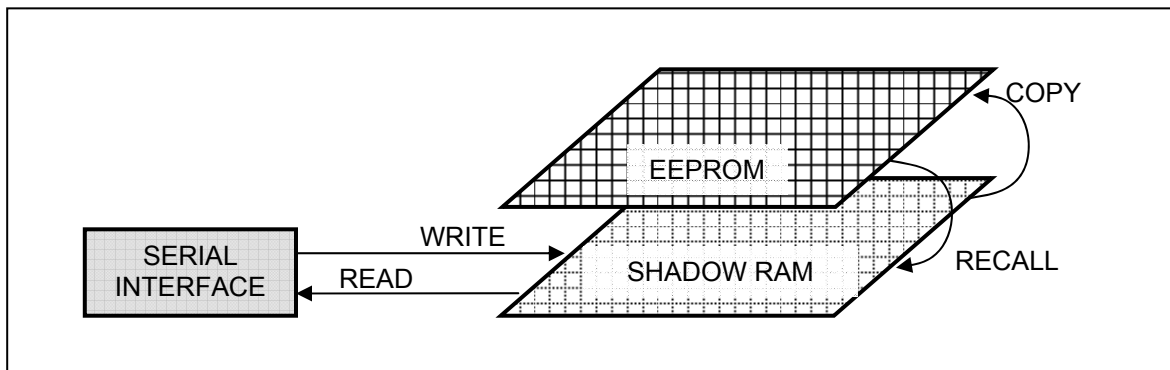 COPY
EEPROM
WRITE
SERIAL
INTERFACE
READ
SHADOW RAM
RECALL